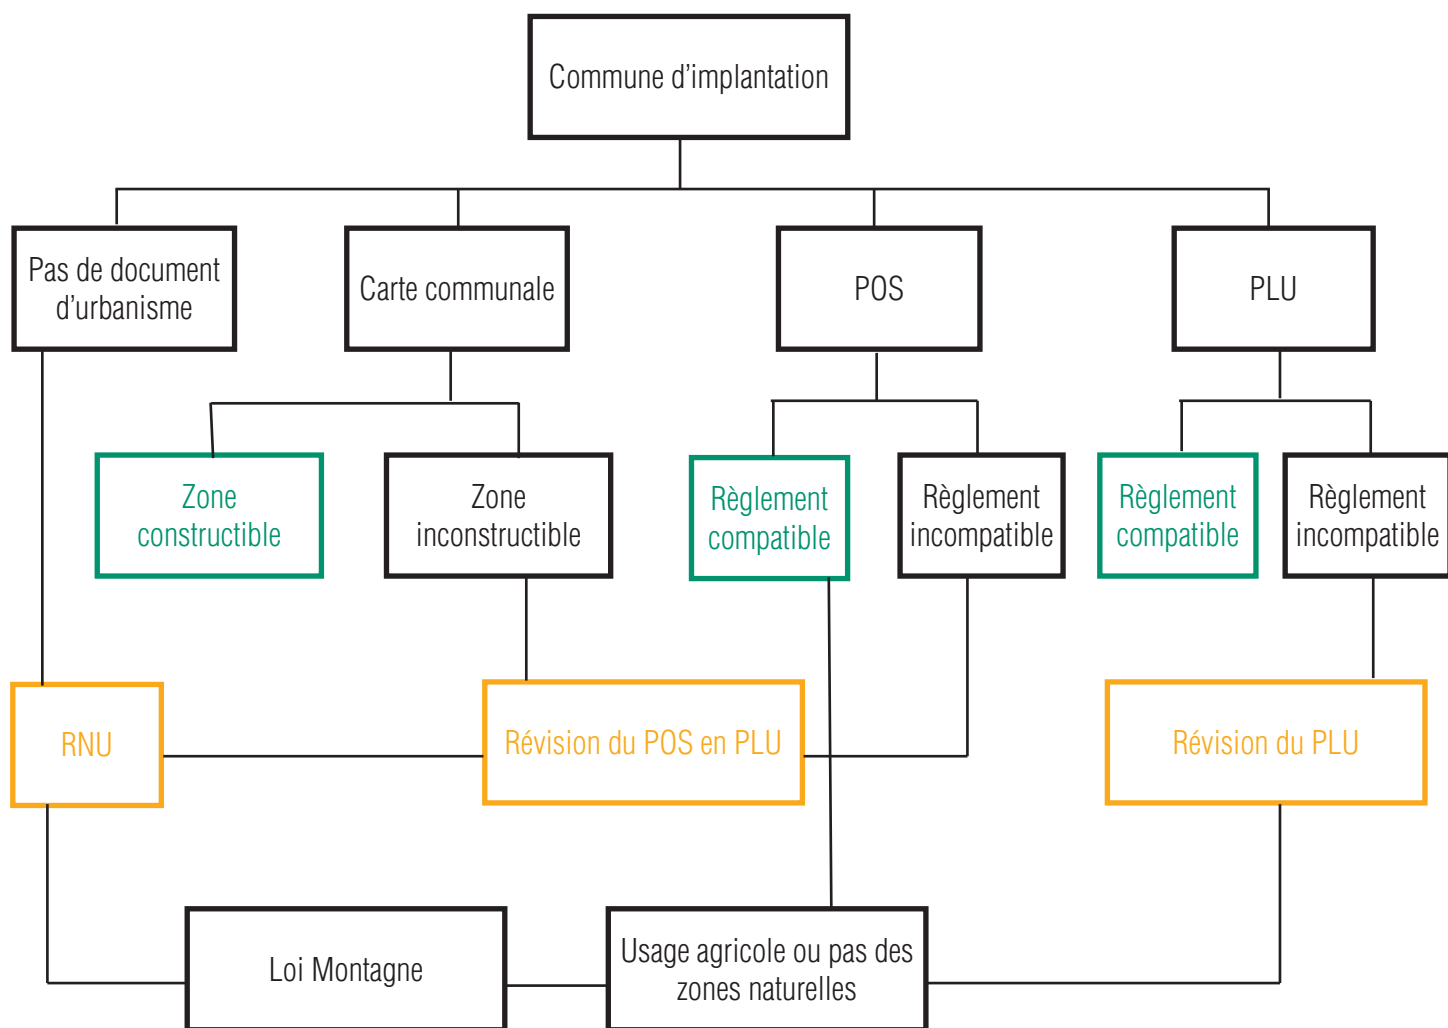 Commune d'implantation
Pas de document
d'urbanisme
Carte communale
POS
PLU
Zone
constructible
Zone
inconstructible
Règlement
compatible
Règlement
incompatible
Règlement
compatible
Règlement
incompatible
RNU
Révision du POS en PLU
Révision du PLU
Loi Montagne
Usage agricole ou pas des
zones naturelles